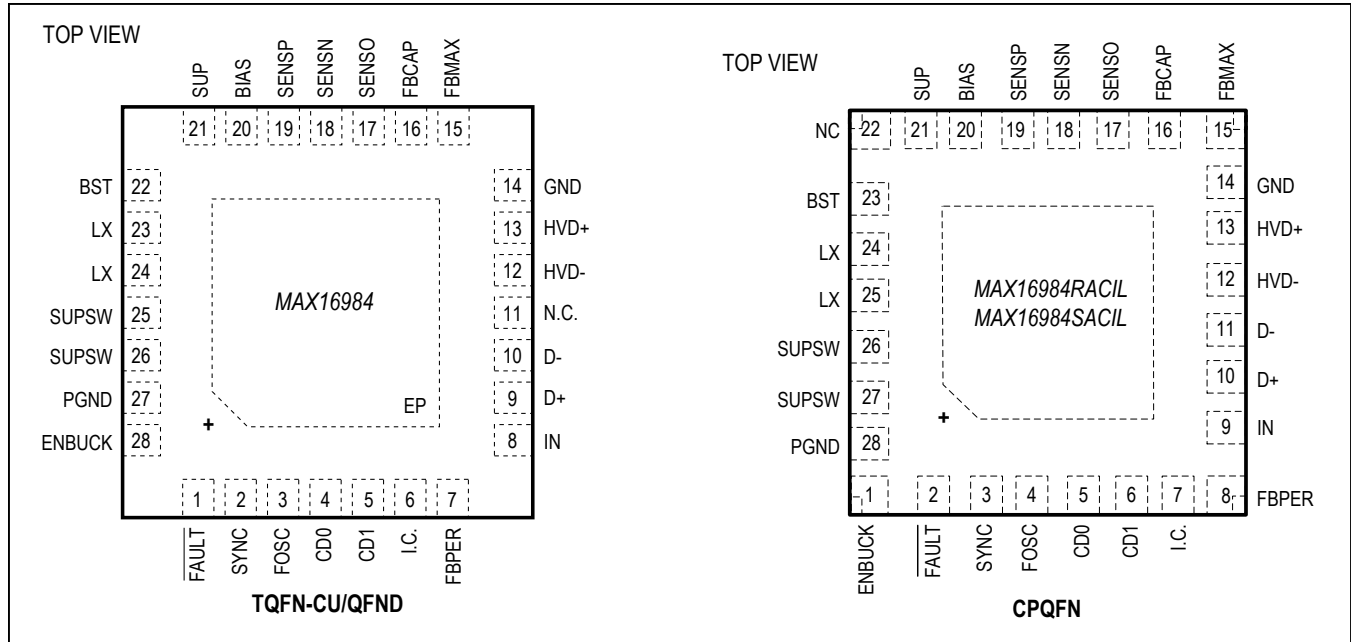 TOP VIEW
SUP BIAS SENSP SENSN SENSO FBCAP FBMAX
21 20 19 18 17 16 15
BST 22
LX 23
LX 24
SUPSW 25
SUPSW 26
PGND 27
ENBUCK 28
MAX16984
EP
+
14 GND
13 HVD+
12 HVD-
11 N.C.
10 D-
9 D+
8 IN
1 2 3 4 5 6 7
FAULT SYNC FOSC CD0 CD1 I.C. FBPER
TQFN-CU/QFND
TOP VIEW
SUP BIAS SENSP SENSN SENSO FBCAP FBMAX
NC 22 21 20 19 18 17 16 15
BST 23
LX 24
LX 25
SUPSW 26
SUPSW 27
PGND 28
MAX16984RACIL
MAX16984SACIL
+
14 GND
13 HVD+
12 HVD-
11 D-
10 D+
9 IN
1 2 3 4 5 6 7 8 FBPER
ENBUCK FAULT SYNC FOSC CD0 CD1 I.C.
CPQFN